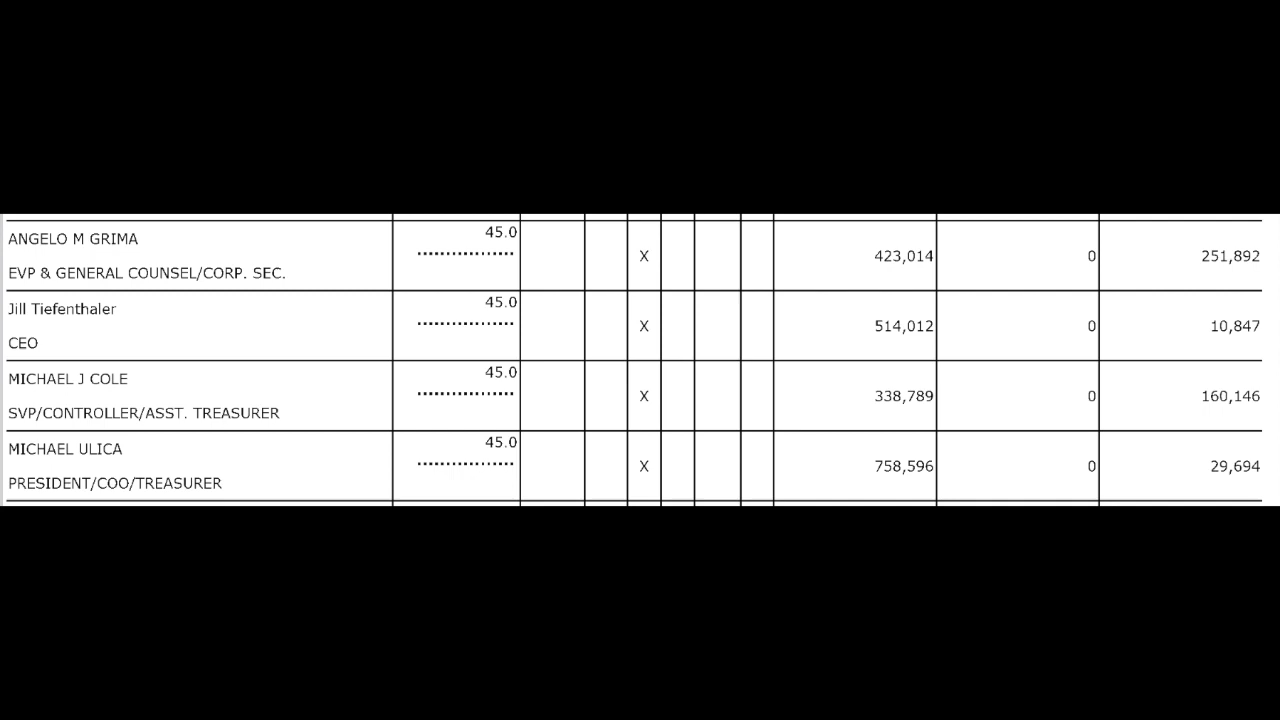 ANGELO M GRIMA
EVP & GENERAL COUNSEL/CORP. SEC.
45.0
X
423,014
0
251,892
Jill Tiefenthaler
CEO
45.0
X
514,012
0
10,847
MICHAEL J COLE
SVP/CONTROLLER/ASST. TREASURER
45.0
X
338,789
0
160,146
MICHAEL ULICA
PRESIDENT/COO/TREASURER
45.0
X
758,596
0
29,694